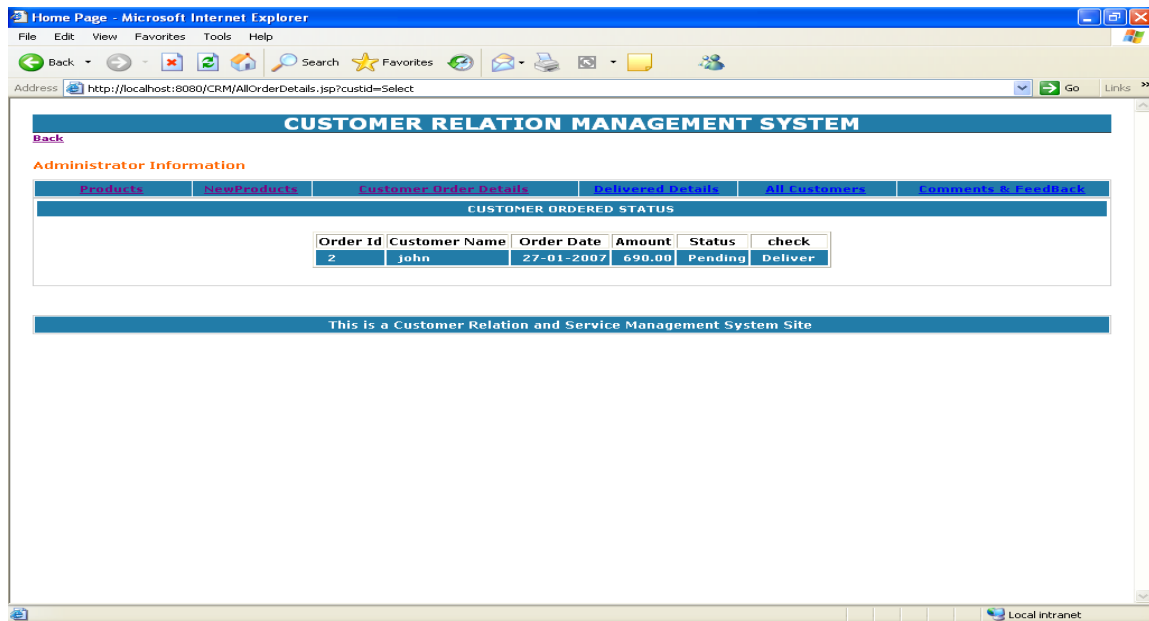 Home Page - Microsoft Internet Explorer
File Edit View Favorites Tools Help
Back Search Favorites
Address http://localhost:8080/CRM/AllOrderDetails.jsp?custid=Select Go Links »
CUSTOMER RELATION MANAGEMENT SYSTEM
Back
Administrator Information
Products NewProducts Customer Order Details Delivered Details All Customers Comments & FeedBack
CUSTOMER ORDERED STATUS
Order Id Customer Name Order Date Amount Status check
2 john 27-01-2007 690.00 Pending Deliver
This is a Customer Relation and Service Management System Site
Local intranet